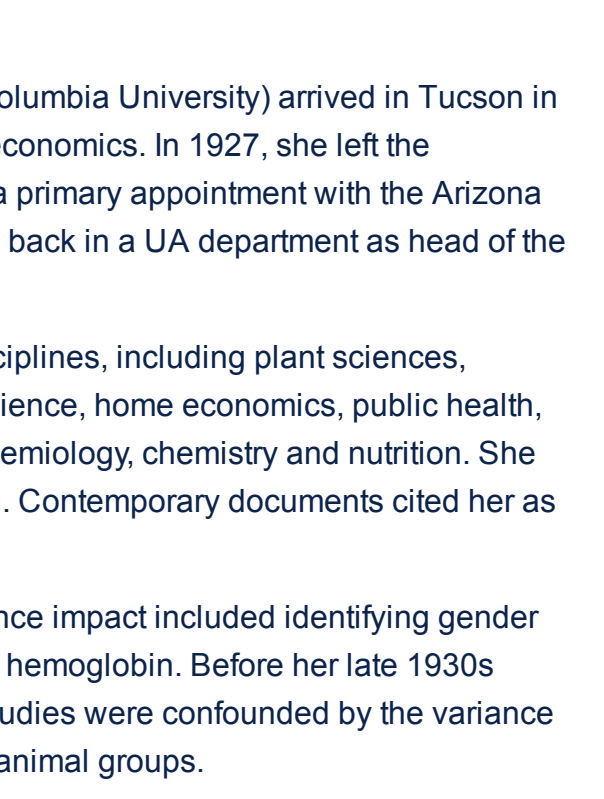 olumbia University) arrived in Tucson in
conomics. In 1927, she left the
a primary appointment with the Arizona
back in a UA department as head of the
ciplines, including plant sciences,
ience, home economics, public health,
emiology, chemistry and nutrition. She
. Contemporary documents cited her as
nce impact included identifying gender
hemoglobin. Before her late 1930s
udies were confounded by the variance
animal groups.